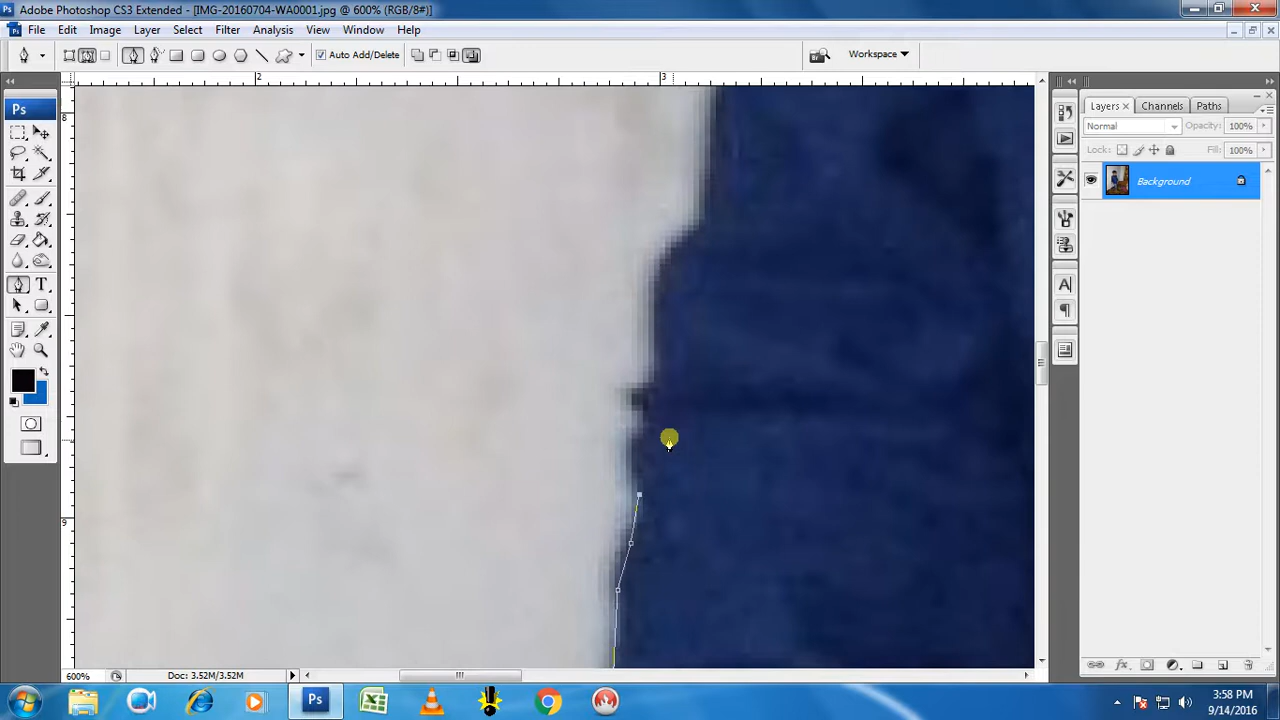 Adobe Photoshop CS3 Extended - [IMG-20160704-WA0001.jpg @ 600% (RGB/8#)]
File Edit Image Layer Select Filter Analysis View Window Help
Auto Add/Delete
Workspace
2 3
Ps
8
9
T
Layers x Channels Paths
Normal Opacity: 100%
Lock: Fill: 100%
Background
A
600% Doc: 3.52M/3.52M
Ps
3:58 PM
9/14/2016